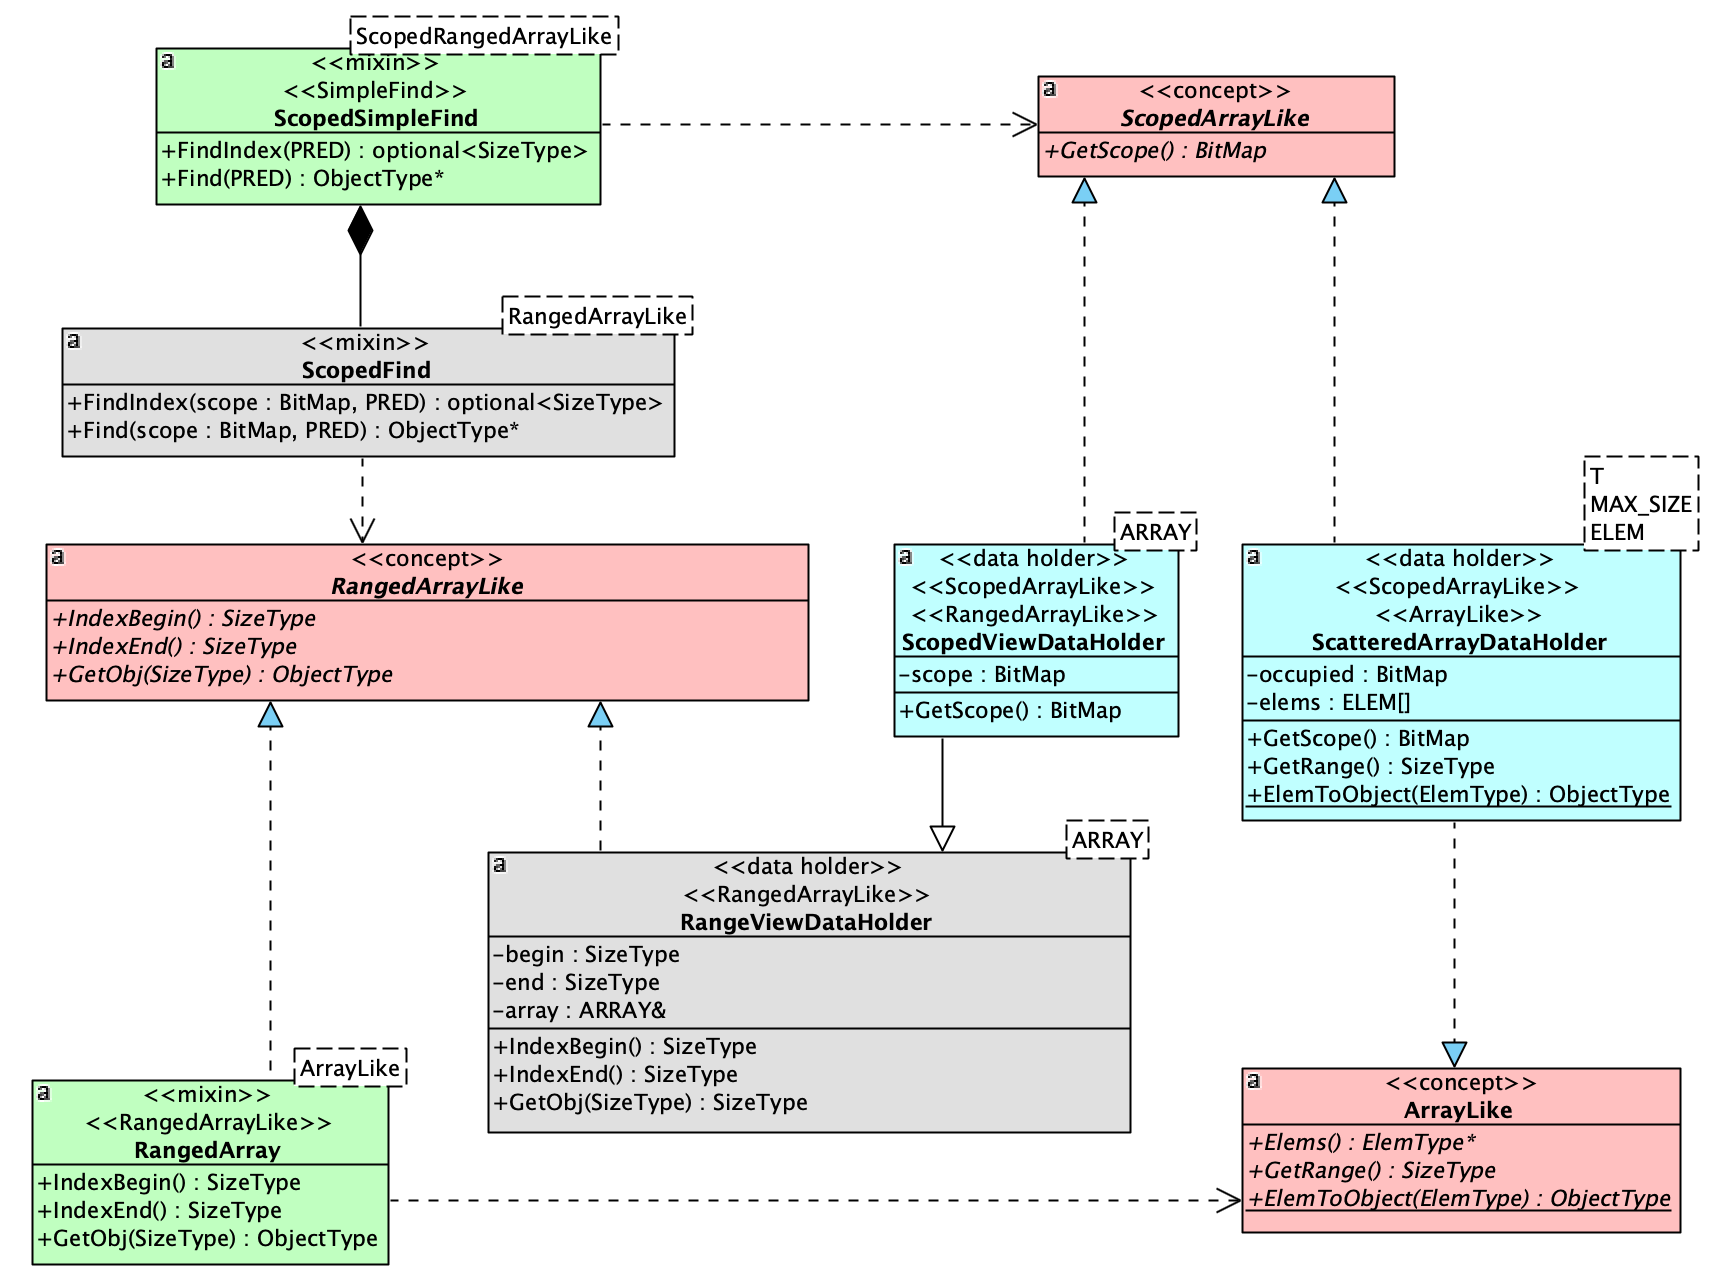 ScopedRangedArrayLike
a
<<mixin>>
<<SimpleFind>>
ScopedSimpleFind
+FindIndex(PRED) : optional<SizeType>
+Find(PRED) : ObjectType*
a
<<concept>>
ScopedArrayLike
+GetScope() : BitMap
RangedArrayLike
a
<<mixin>>
ScopedFind
+FindIndex(scope : BitMap, PRED) : optional<SizeType>
+Find(scope : BitMap, PRED) : ObjectType*
a
<<concept>>
RangedArrayLike
+IndexBegin() : SizeType
+IndexEnd() : SizeType
+GetObj(SizeType) : ObjectType
ARRAY
a
<<data holder>>
<<ScopedArrayLike>>
<<RangedArrayLike>>
ScopedViewDataHolder
-scope : BitMap
+GetScope() : BitMap
T
MAX_SIZE
ELEM
a
<<data holder>>
<<ScopedArrayLike>>
<<ArrayLike>>
ScatteredArrayDataHolder
-occupied : BitMap
-elems : ELEM[]
+GetScope() : BitMap
+GetRange() : SizeType
+ElemToObject(ElemType) : ObjectType
ARRAY
a
<<data holder>>
<<RangedArrayLike>>
RangeViewDataHolder
-begin : SizeType
-end : SizeType
-array : ARRAY&
+IndexBegin() : SizeType
+IndexEnd() : SizeType
+GetObj(SizeType) : SizeType
ArrayLike
a
<<mixin>>
<<RangedArrayLike>>
RangedArray
+IndexBegin() : SizeType
+IndexEnd() : SizeType
+GetObj(SizeType) : ObjectType
a
<<concept>>
ArrayLike
+Elems() : ElemType*
+GetRange() : SizeType
+ElemToObject(ElemType) : ObjectType